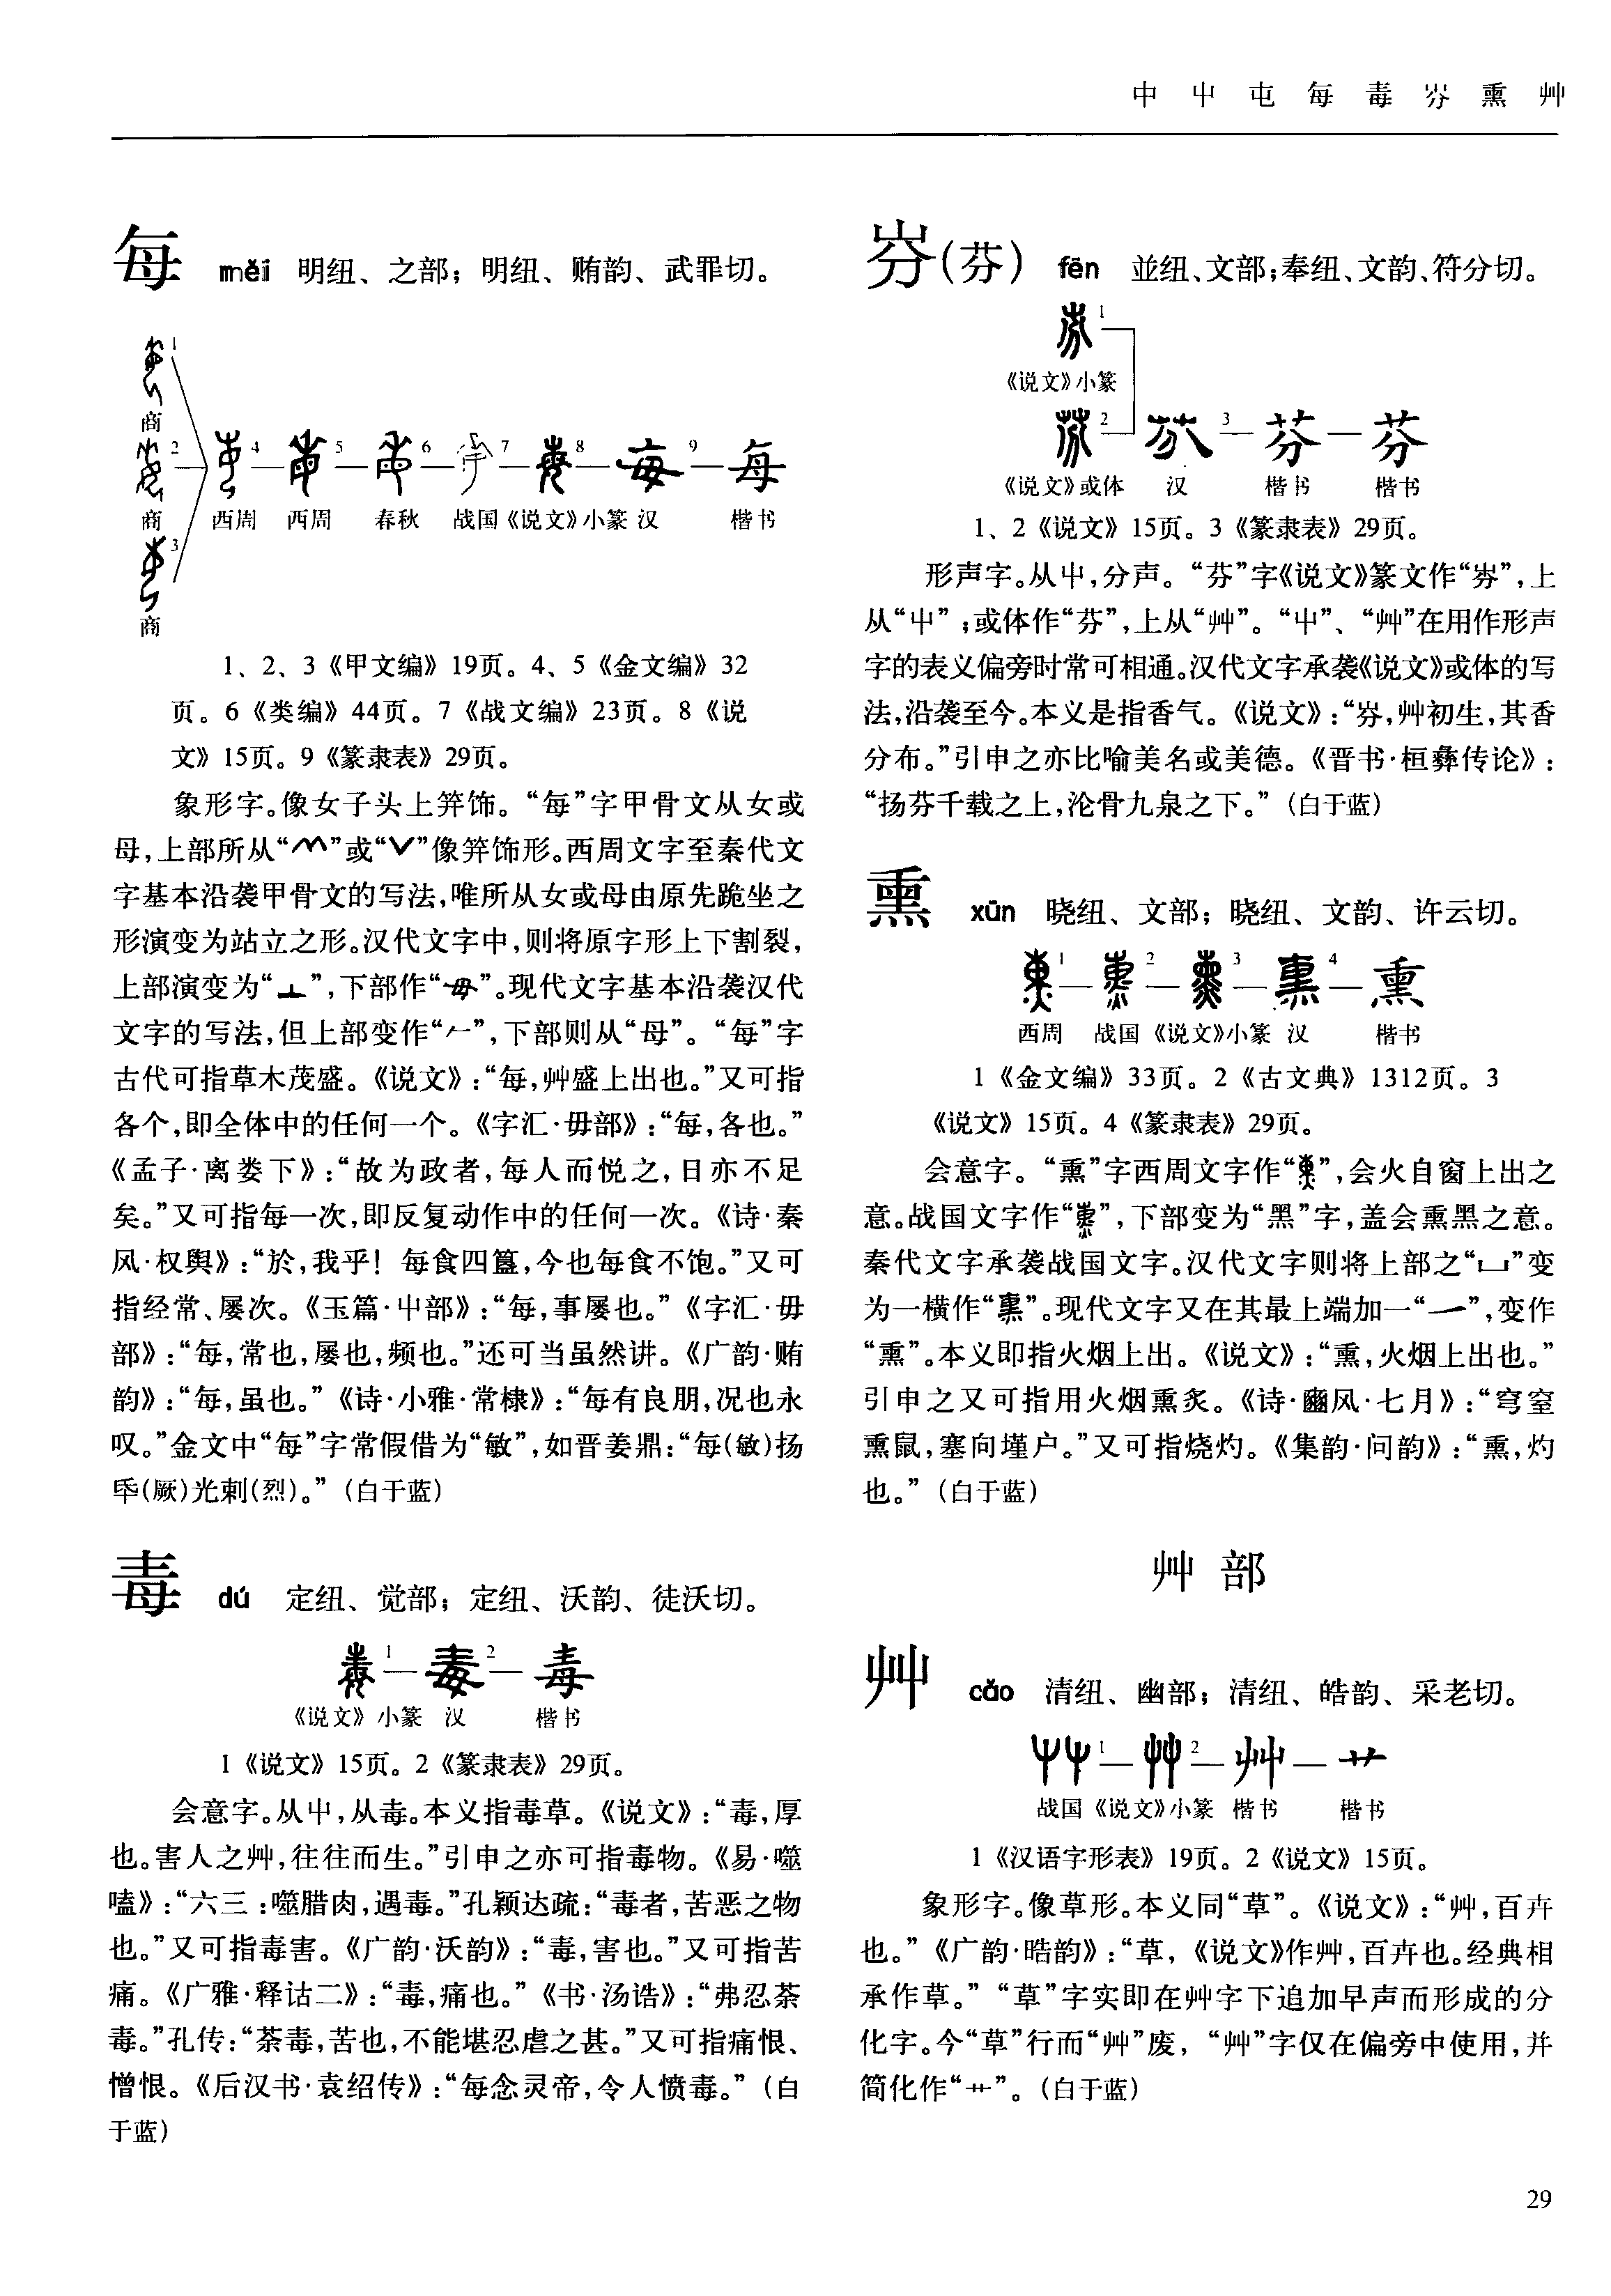 中 屮 屯 每 毒 岁 熏 艸
每 měi 明纽、之部；明纽、贿韵、武罪切。
1
商
2
商
3
商
4 5 6 7 8 9 每
西周 西周 春秋 战国《说文》小篆 汉 楷书
1、2、3《甲文编》19页。4、5《金文编》32
页。6《类编》44页。7《战文编》23页。8《说
文》15页。9《篆隶表》29页。
象形字。像女子头上笄饰。“每”字甲骨文从女或
母，上部所从“”或“”像笄饰形。西周文字至秦代文
字基本沿袭甲骨文的写法，唯所从女或母由原先跪坐之
形演变为站立之形。汉代文字中，则将原字形上下割裂，
上部演变为“”，下部作“”。现代文字基本沿袭汉代
文字的写法，但上部变作“𠂉”，下部则从“母”。“每”字
古代可指草木茂盛。《说文》：“每，艸盛上出也。”又可指
各个，即全体中的任何一个。《字汇·毋部》：“每，各也。”
《孟子·离娄下》：“故为政者，每人而悦之，日亦不足
矣。”又可指每一次，即反复动作中的任何一次。《诗·秦
风·权舆》：“於，我乎！每食四簋，今也每食不饱。”又可
指经常、屡次。《玉篇·屮部》：“每，事屡也。”《字汇·毋
部》：“每，常也，屡也，频也。”还可当虽然讲。《广韵·贿
韵》：“每，虽也。”《诗·小雅·常棣》：“每有良朋，况也永
叹。”金文中“每”字常假借为“敏”，如晋姜鼎：“每(敏)扬
氒(厥)光剌(烈)。”（白于蓝）
毒 dú 定纽、觉部；定纽、沃韵、徒沃切。
1 2 毒
《说文》小篆 汉 楷书
1《说文》15页。2《篆隶表》29页。
会意字。从屮，从毐。本义指毒草。《说文》：“毒，厚
也。害人之艸，往往而生。”引申之亦可指毒物。《易·噬
嗑》：“六三：噬腊肉，遇毒。”孔颖达疏：“毒者，苦恶之物
也。”又可指毒害。《广韵·沃韵》：“毒，害也。”又可指苦
痛。《广雅·释诂二》：“毒，痛也。”《书·汤诰》：“弗忍荼
毒。”孔传：“荼毒，苦也，不能堪忍虐之甚。”又可指痛恨、
憎恨。《后汉书·袁绍传》：“每念灵帝，令人愤毒。”（白
于蓝）
㞣(芬) fēn 並纽、文部；奉纽、文韵、符分切。
1
《说文》小篆
2 3 芬 芬
《说文》或体 汉 楷书 楷书
1、2《说文》15页。3《篆隶表》29页。
形声字。从屮，分声。“芬”字《说文》篆文作“㞣”，上
从“屮”；或体作“芬”，上从“艸”。“屮”、“艸”在用作形声
字的表义偏旁时常可相通。汉代文字承袭《说文》或体的写
法，沿袭至今。本义是指香气。《说文》：“㞣，艸初生，其香
分布。”引申之亦比喻美名或美德。《晋书·桓彝传论》：
“扬芬千载之上，沦骨九泉之下。”（白于蓝）
熏 xūn 晓纽、文部；晓纽、文韵、许云切。
1 2 3 4 熏
西周 战国《说文》小篆 汉 楷书
1《金文编》33页。2《古文典》1312页。3
《说文》15页。4《篆隶表》29页。
会意字。“熏”字西周文字作“”，会火自窗上出之
意。战国文字作“”，下部变为“黑”字，盖会熏黑之意。
秦代文字承袭战国文字。汉代文字则将上部之“凵”变
为一横作“”。现代文字又在其最上端加一“一”，变作
“熏”。本义即指火烟上出。《说文》：“熏，火烟上出也。”
引申之又可指用火烟熏炙。《诗·豳风·七月》：“穹窒
熏鼠，塞向墐户。”又可指烧灼。《集韵·问韵》：“熏，灼
也。”（白于蓝）
艸 部
艸 cǎo 清纽、幽部；清纽、皓韵、采老切。
1 2 艸 艹
战国《说文》小篆 楷书 楷书
1《汉语字形表》19页。2《说文》15页。
象形字。像草形。本义同“草”。《说文》：“艸，百卉
也。”《广韵·晧韵》：“草，《说文》作艸，百卉也。经典相
承作草。”“草”字实即在艸字下追加早声而形成的分
化字。今“草”行而“艸”废，“艸”字仅在偏旁中使用，并
简化作“艹”。（白于蓝）
29